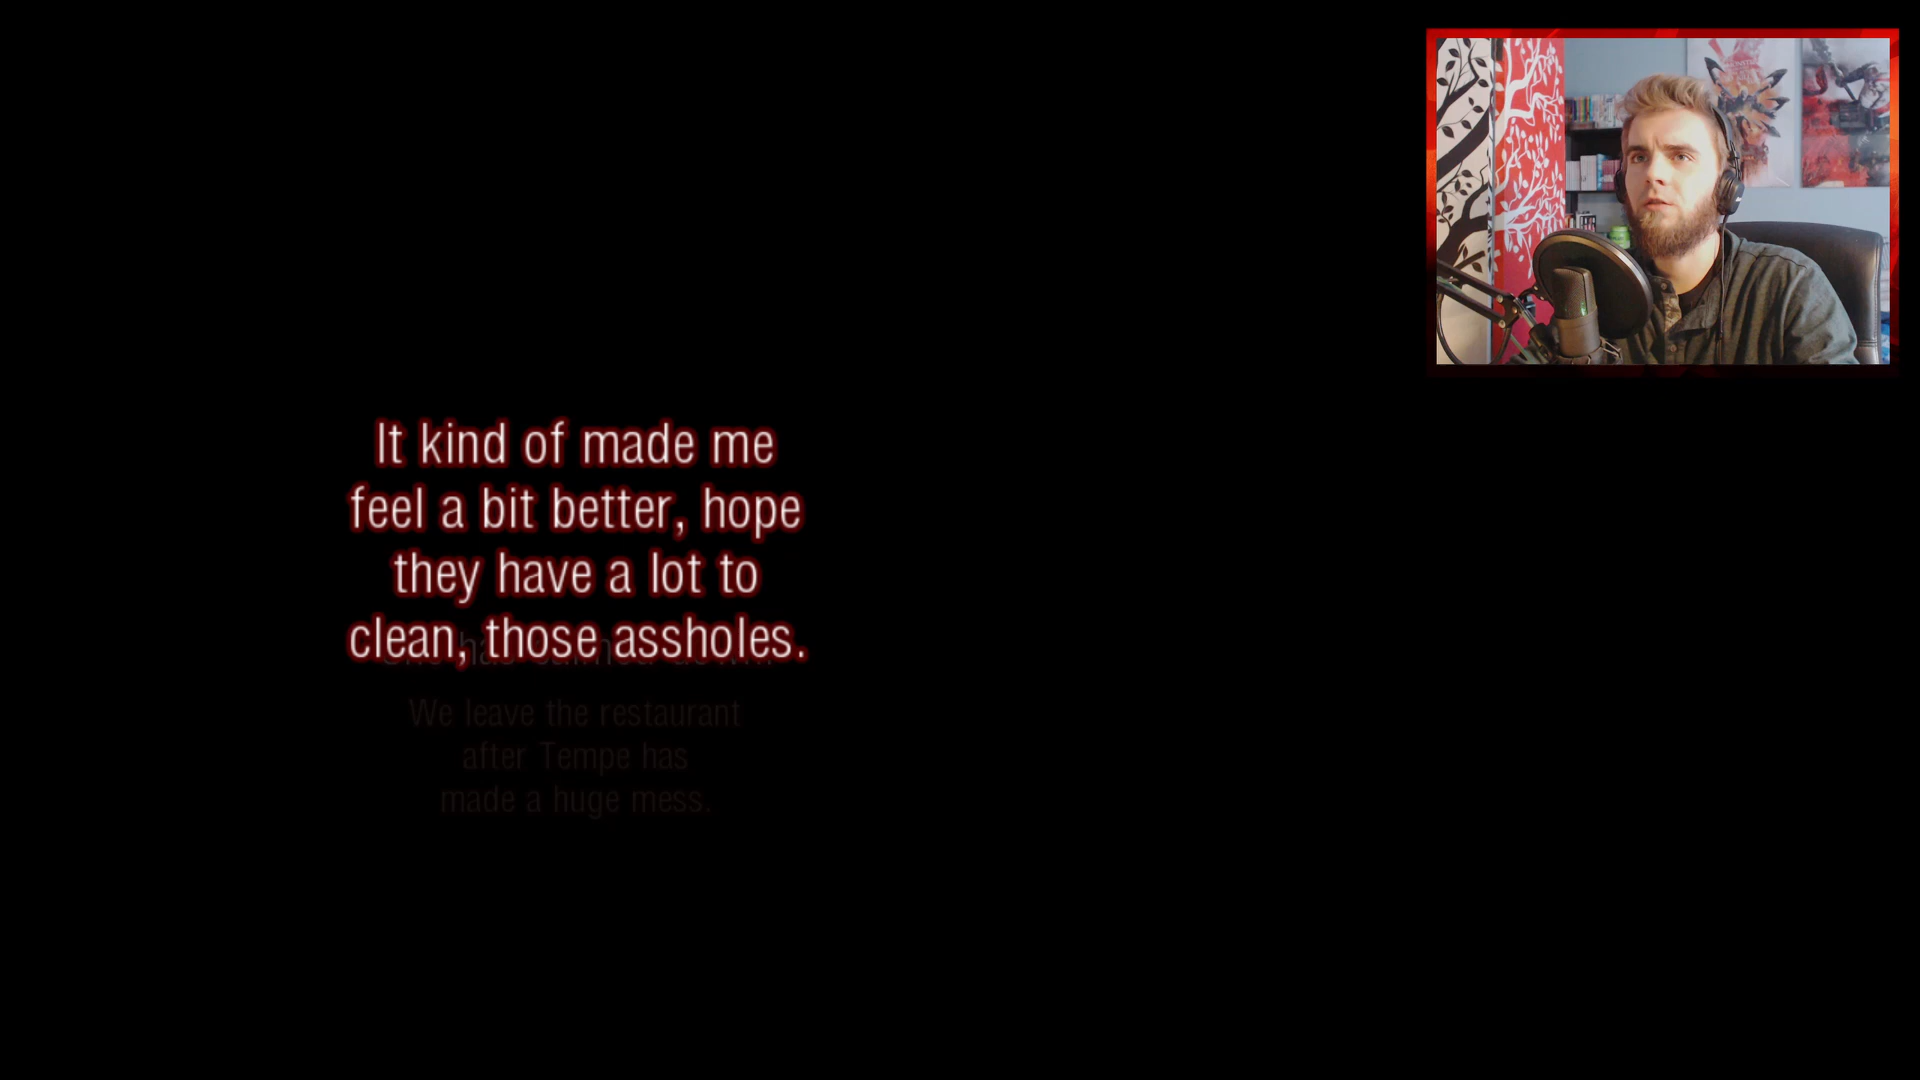 It kind of made me
feel a bit better, hope
they have a lot to
clean, those assholes.
We leave the restaurant
after Tempe has
made a huge mess.